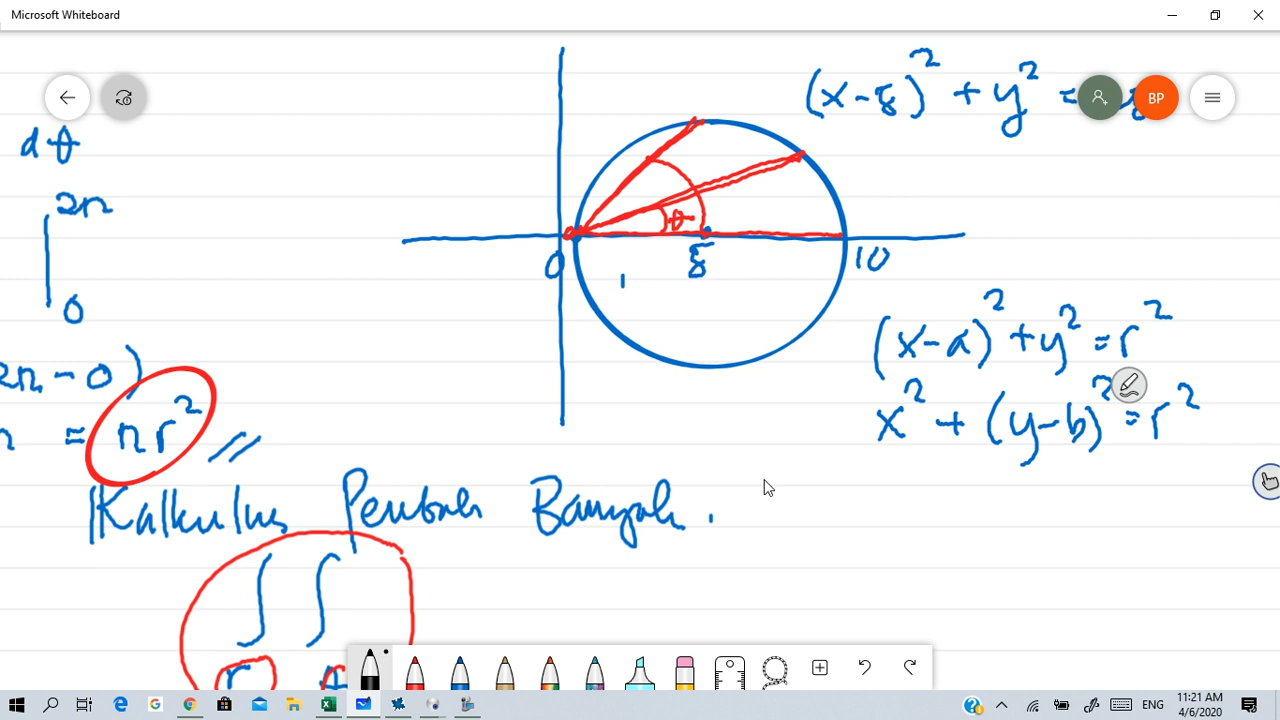 Microsoft Whiteboard
(x-5)² + y² =
BP
dθ
2π
0
θ
0
5
10
(x-a)² + y² = r²
2π - 0)
x² + (y-b)² = r²
= πr² //
Kalkulus Peubah Banyak.
∫ ∫
r
ENG
11:21 AM
4/6/2020